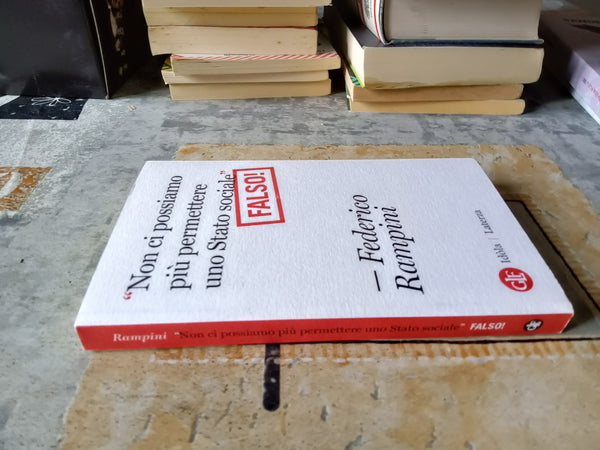 “Non ci possiamo
più permettere
uno Stato sociale”
FALSO!
— Federico
Rampini
GLF
Idòla | Laterza
Rampini “Non ci possiamo più permettere uno Stato sociale” FALSO!